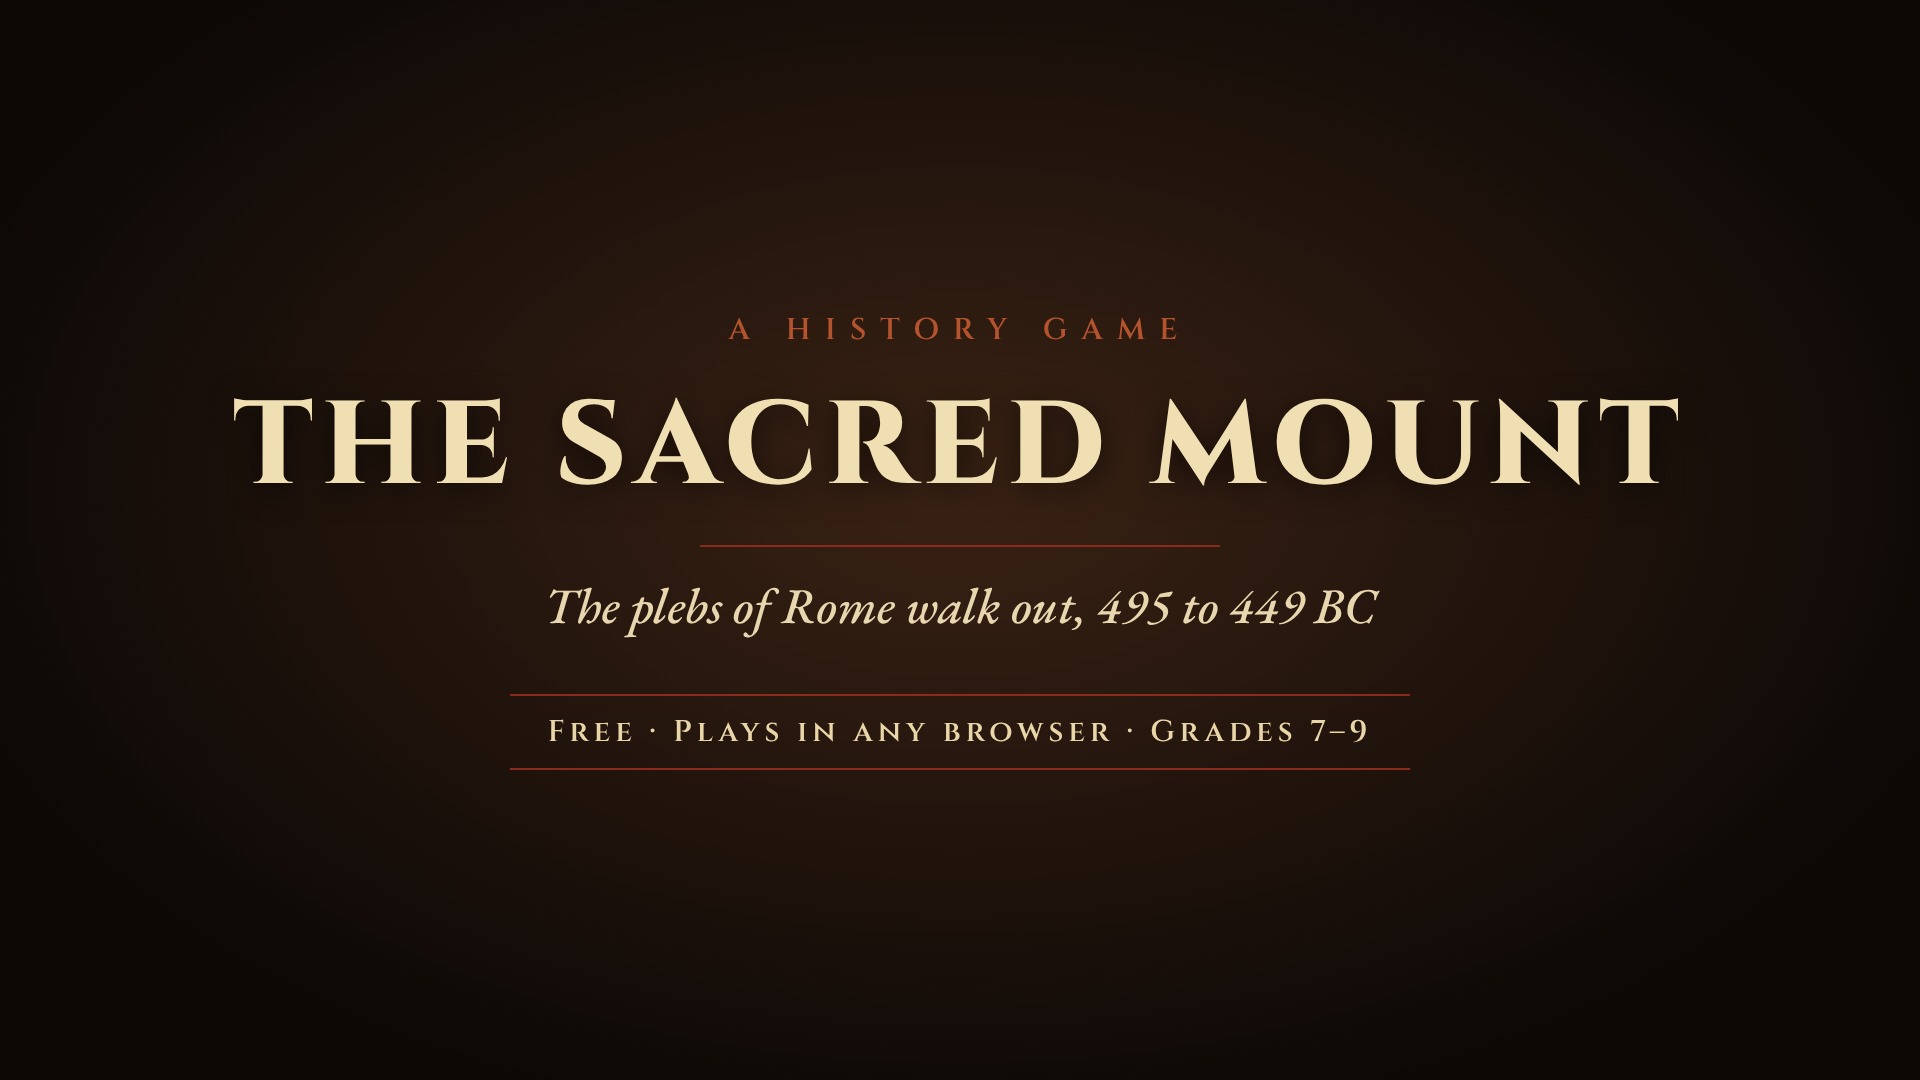 A HISTORY GAME
THE SACRED MOUNT
The plebs of Rome walk out, 495 to 449 BC
Free · Plays in any browser · Grades 7–9